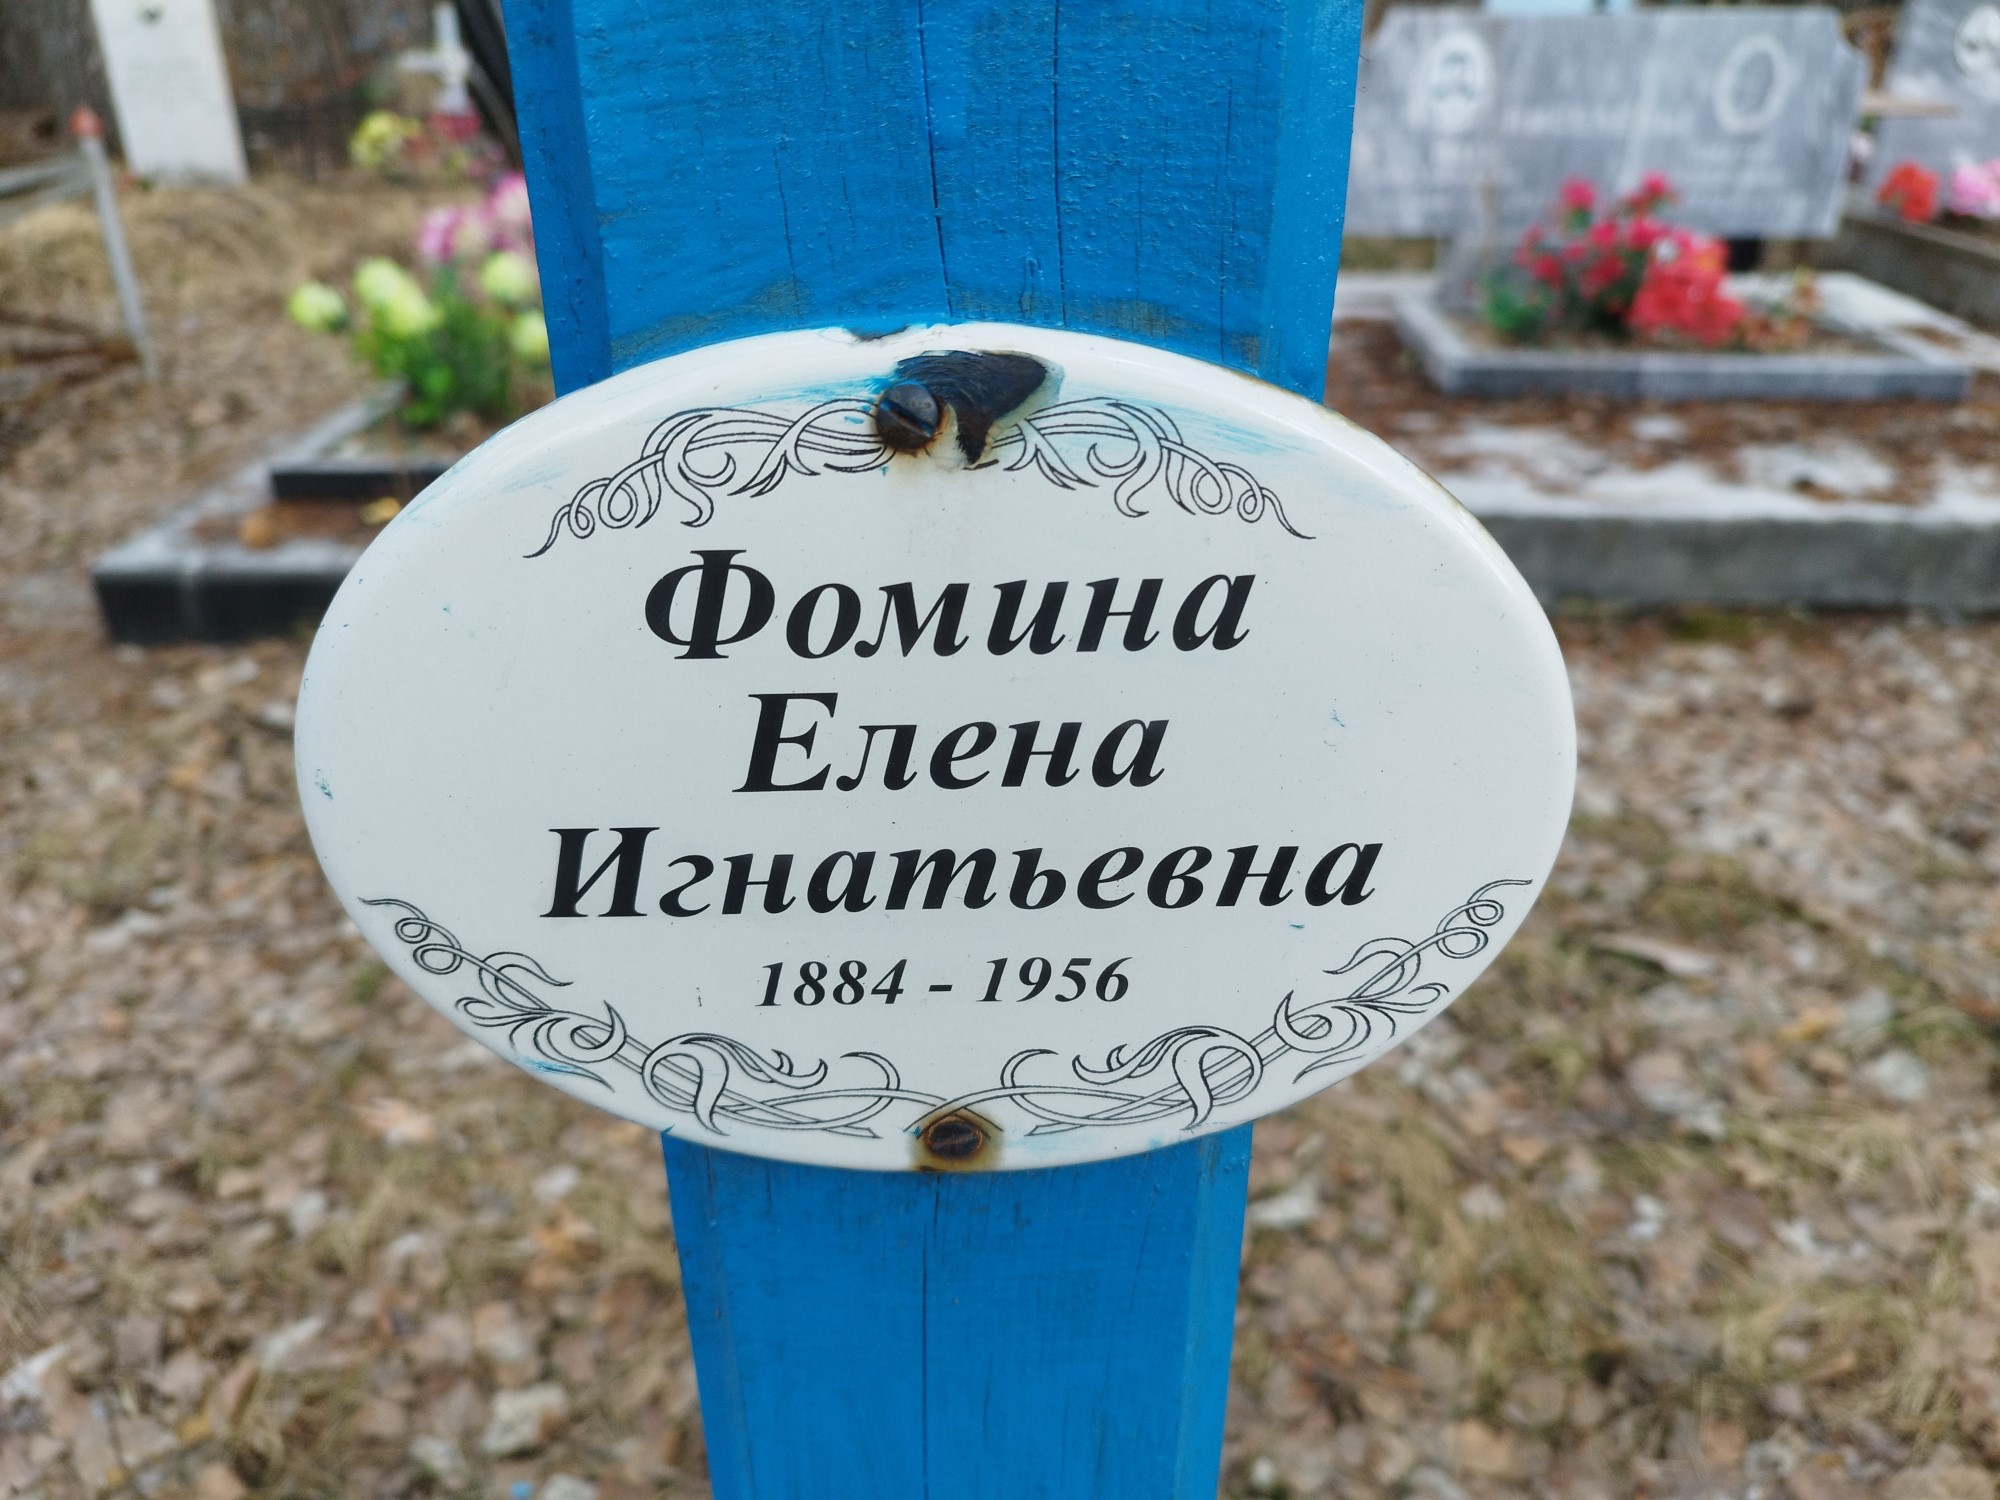 Фомина
Елена
Игнатьевна
1884 - 1956